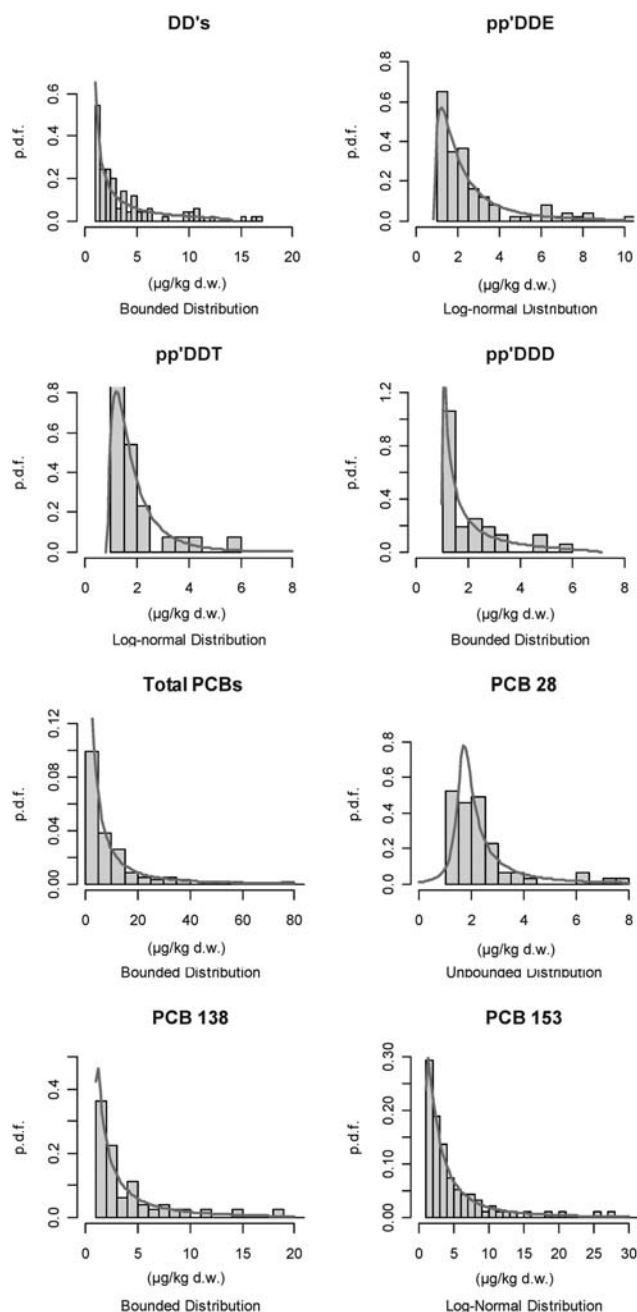 DD's
p.d.f.
0.0 0.2 0.4 0.6 0.8
0 5 10 15 20
(µg/kg d.w.)
Bounded Distribution
pp'DDE
p.d.f.
0.0 0.2 0.4 0.6
0 2 4 6 8 10
(µg/kg d.w.)
Log-normal Distribution
pp'DDT
p.d.f.
0.0 0.2 0.4 0.6 0.8
0 2 4 6 8
(µg/kg d.w.)
Log-normal Distribution
pp'DDD
p.d.f.
0.0 0.4 0.8 1.2
0 2 4 6 8
(µg/kg d.w.)
Bounded Distribution
Total PCBs
p.d.f.
0.00 0.04 0.08 0.12
0 20 40 60 80
(µg/kg d.w.)
Bounded Distribution
PCB 28
p.d.f.
0.0 0.2 0.4 0.6 0.8
0 2 4 6 8
(µg/kg d.w.)
Unbounded Distribution
PCB 138
p.d.f.
0.0 0.2 0.4
0 5 10 15 20
(µg/kg d.w.)
Bounded Distribution
PCB 153
p.d.f.
0.00 0.10 0.20 0.30
0 5 10 15 20 25 30
(µg/kg d.w.)
Log-Normal Distribution